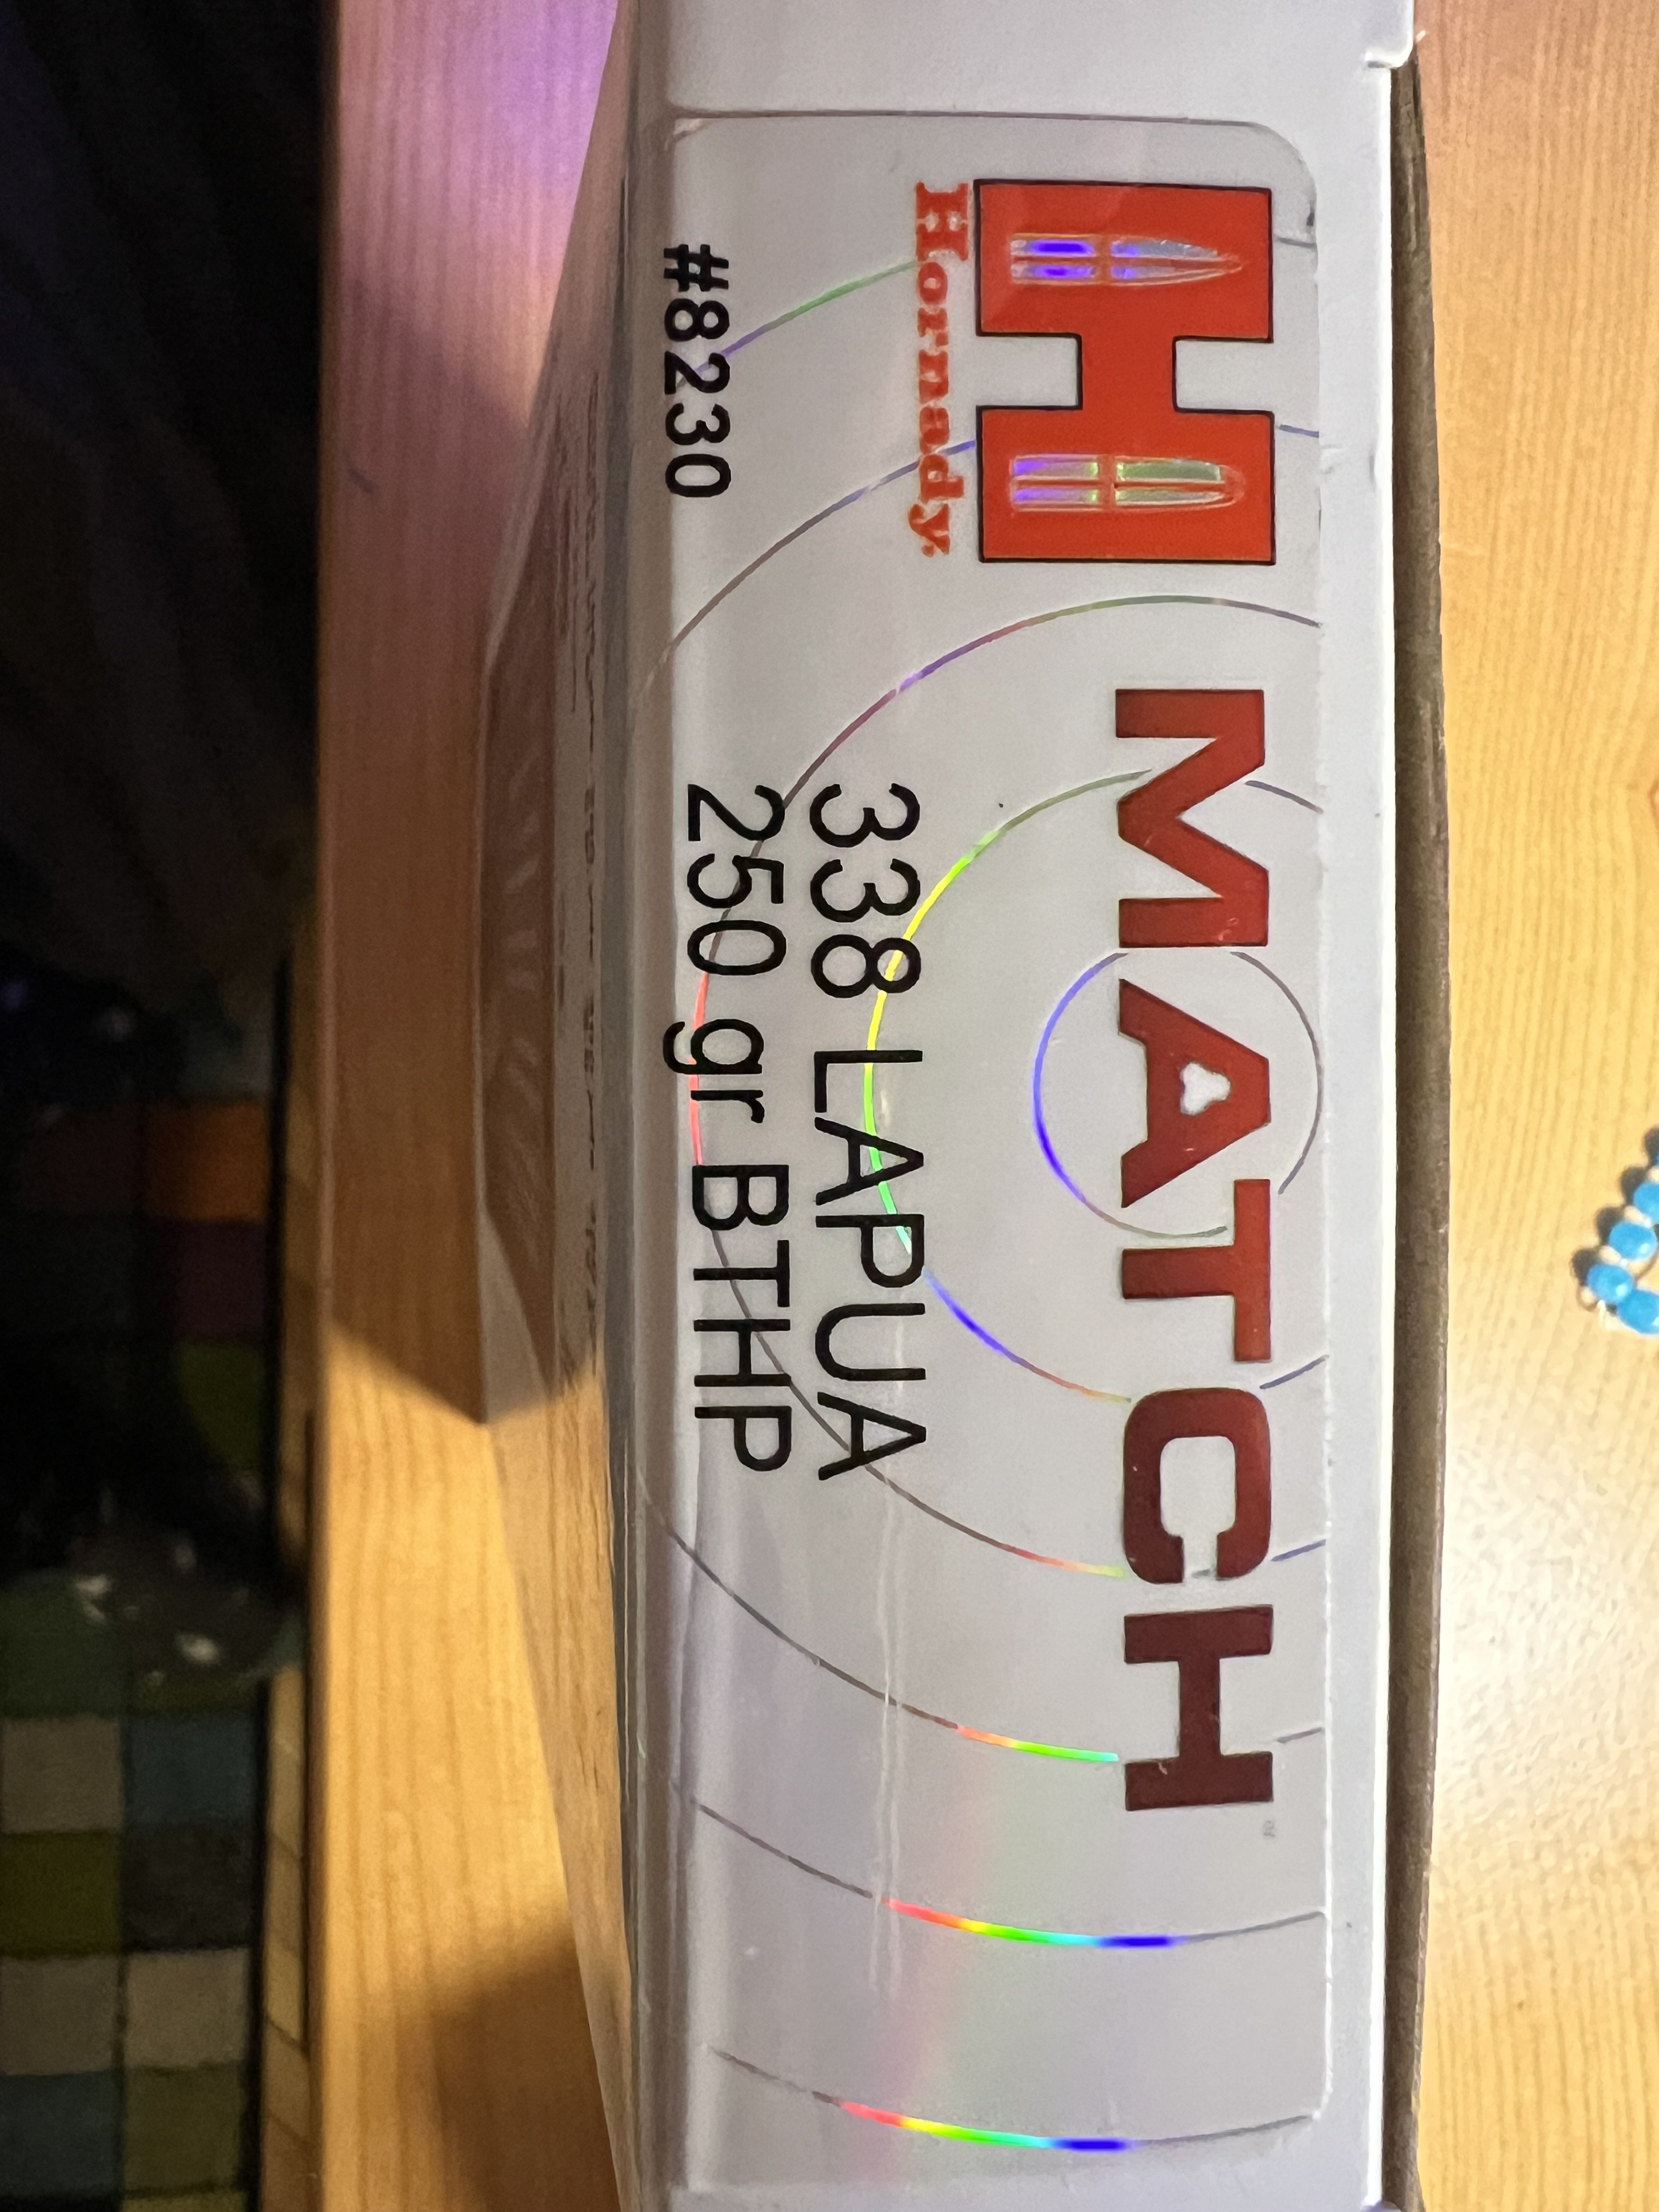 Hornady.
MATCH
338 LAPUA
250 gr BTHP
#8230